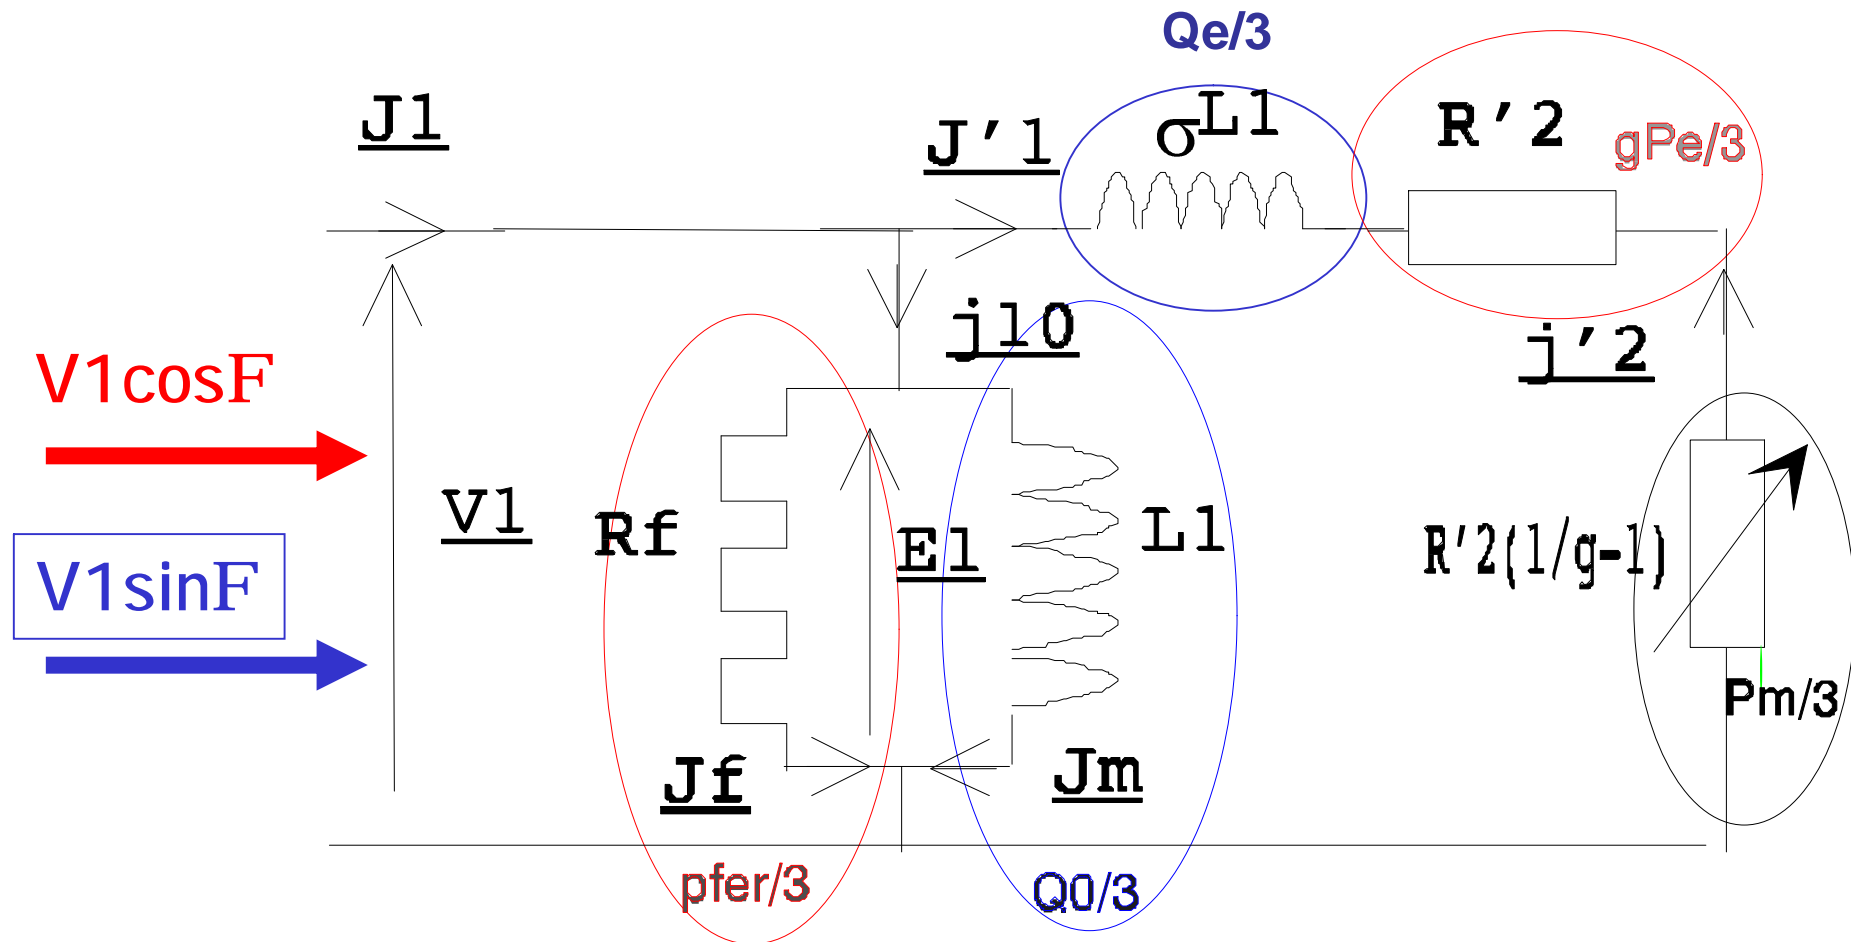 Qe/3
J1
J'1
σL1
R'2
gPe/3
j10
j'2
V1cosF
V1
Rf
E1
L1
R'2(1/g-1)
V1sinF
Pm/3
Jf
Jm
pfer/3
Q0/3